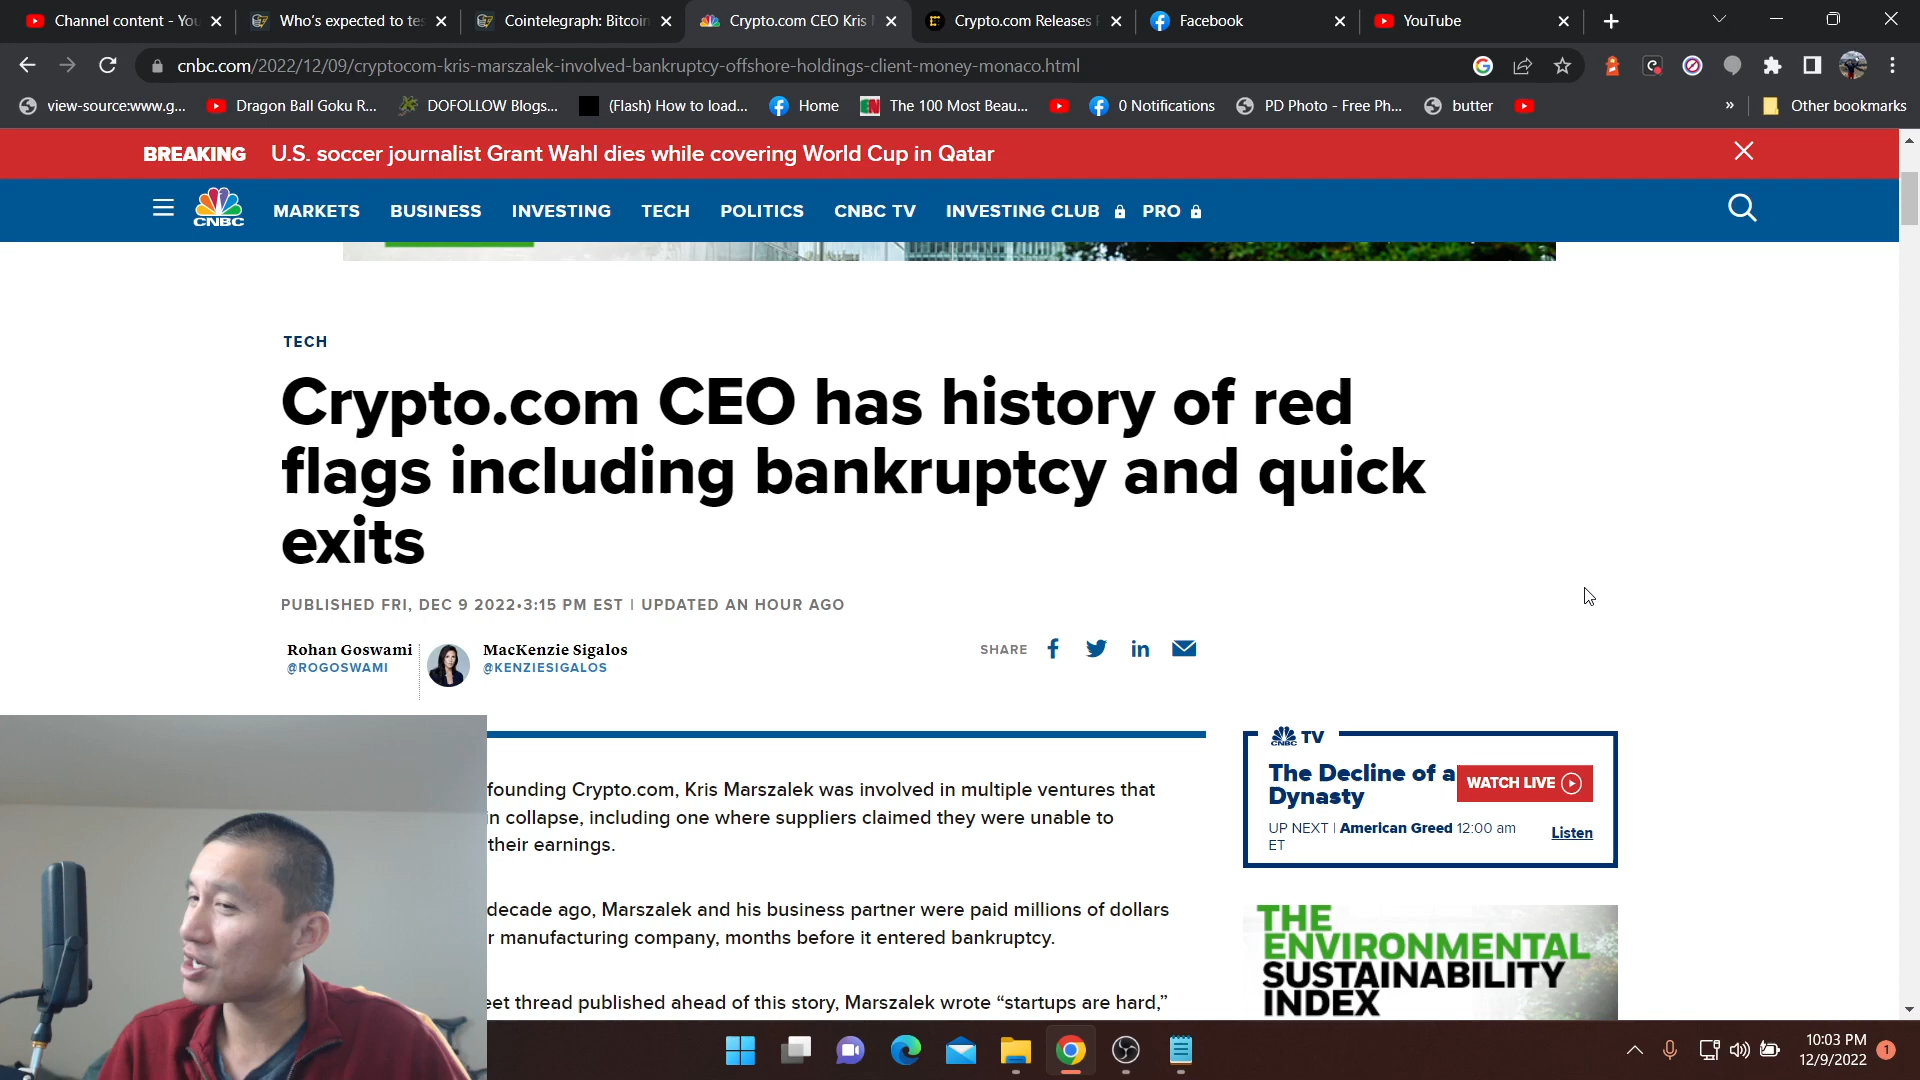 Channel content - You
Who's expected to tes
Cointelegraph: Bitcoin
Crypto.com CEO Kris
Crypto.com Releases
Facebook
YouTube
cnbc.com/2022/12/09/cryptocom-kris-marszalek-involved-bankruptcy-offshore-holdings-client-money-monaco.html
view-source:www.g...
Dragon Ball Goku R...
DOFOLLOW Blogs...
(Flash) How to load...
Home
The 100 Most Beau...
0 Notifications
PD Photo - Free Ph...
butter
»
Other bookmarks
BREAKING U.S. soccer journalist Grant Wahl dies while covering World Cup in Qatar
CNBC
MARKETS BUSINESS INVESTING TECH POLITICS CNBC TV INVESTING CLUB PRO
TECH
Crypto.com CEO has history of red
flags including bankruptcy and quick
exits
PUBLISHED FRI, DEC 9 2022•3:15 PM EST | UPDATED AN HOUR AGO
Rohan Goswami
@ROGOSWAMI
MacKenzie Sigalos
@KENZIESIGALOS
SHARE
founding Crypto.com, Kris Marszalek was involved in multiple ventures that
in collapse, including one where suppliers claimed they were unable to
their earnings.
decade ago, Marszalek and his business partner were paid millions of dollars
r manufacturing company, months before it entered bankruptcy.
eet thread published ahead of this story, Marszalek wrote “startups are hard,”
CNBC TV
The Decline of a
Dynasty
WATCH LIVE
UP NEXT | American Greed 12:00 am
ET
Listen
THE
ENVIRONMENTAL
SUSTAINABILITY
INDEX
10:03 PM
12/9/2022
1